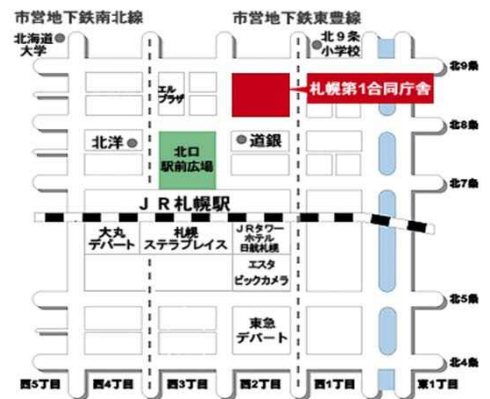 市営地下鉄南北線
市営地下鉄東豊線
北海道
大学
北9条
小学校
北9条
エル
プラザ
札幌第1合同庁舎
北8条
北洋
北口
駅前広場
道銀
北7条
JR札幌駅
大丸
デパート
札幌
ステラプレイス
JRタワー
ホテル
日航札幌
エスタ
ビックカメラ
北5条
東急
デパート
北4条
西5丁目
西4丁目
西3丁目
西2丁目
西1丁目
東1丁目